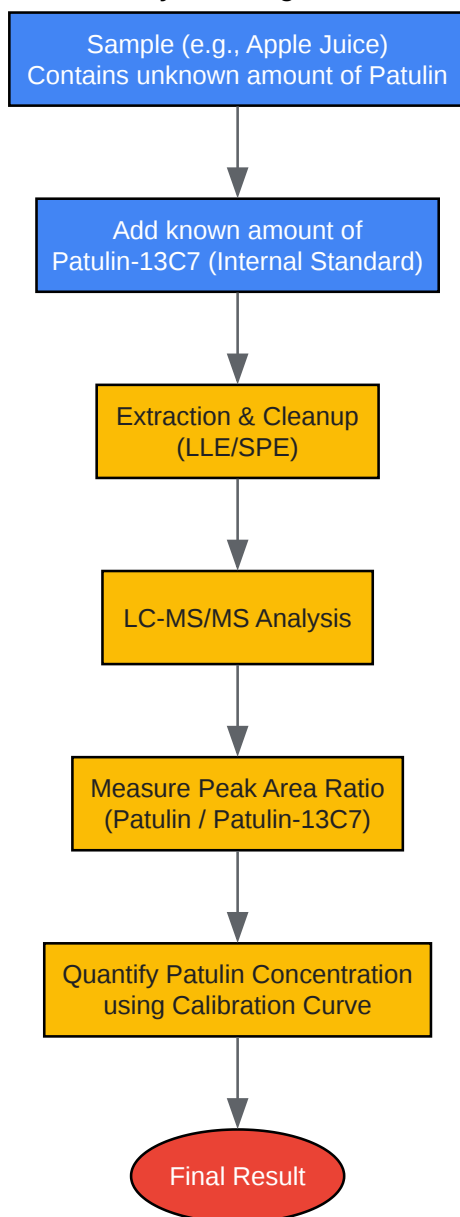 Sample (e.g., Apple Juice)
Contains unknown amount of Patulin
Add known amount of
Patulin-13C7 (Internal Standard)
Extraction & Cleanup
(LLE/SPE)
LC-MS/MS Analysis
Measure Peak Area Ratio
(Patulin / Patulin-13C7)
Quantify Patulin Concentration
using Calibration Curve
Final Result